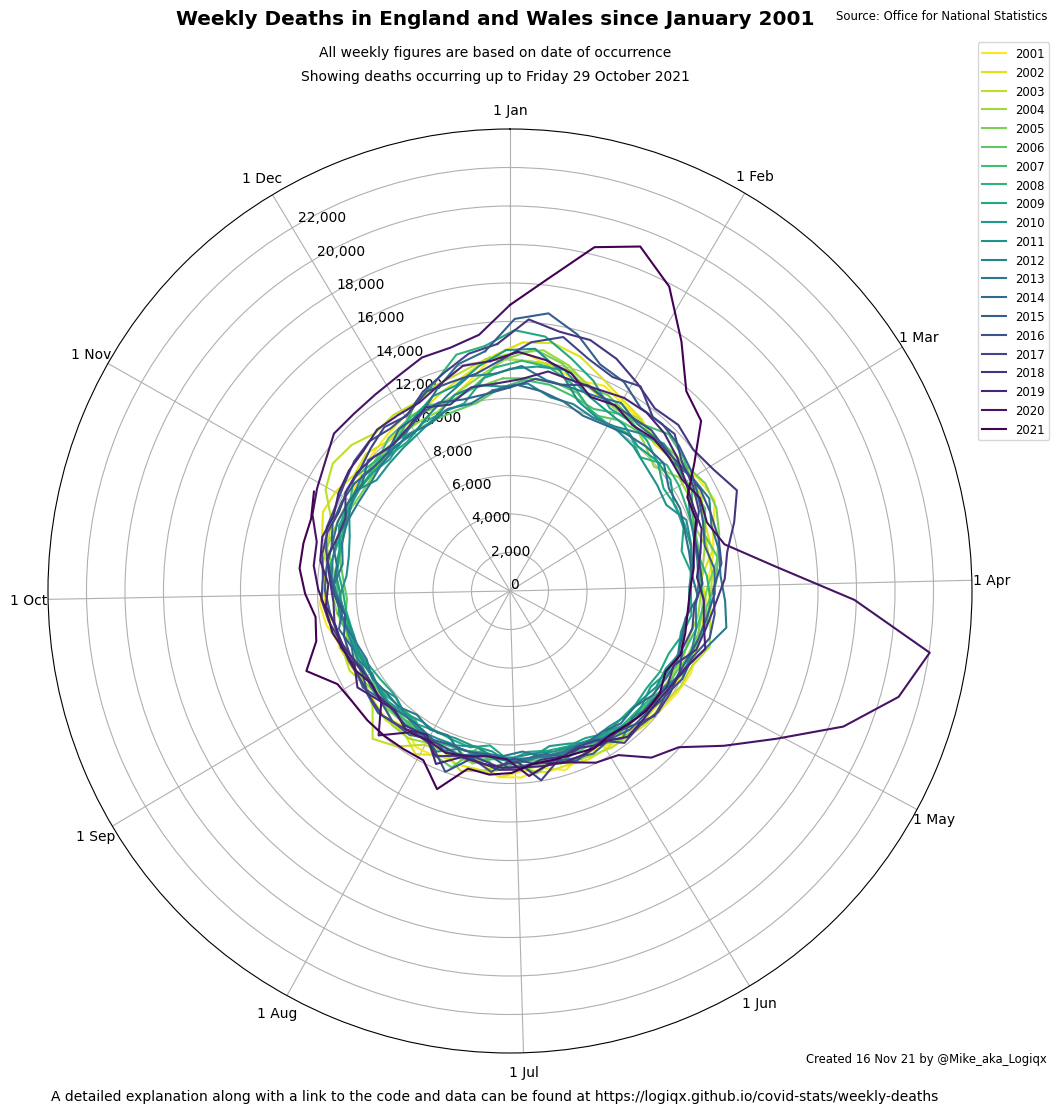 Weekly Deaths in England and Wales since January 2001
Source: Office for National Statistics
All weekly figures are based on date of occurrence
Showing deaths occurring up to Friday 29 October 2021
2001
2002
2003
2004
2005
2006
2007
2008
2009
2010
2011
2012
2013
2014
2015
2016
2017
2018
2019
2020
2021
1 Jan
1 Feb
1 Mar
1 Apr
1 May
1 Jun
1 Jul
1 Aug
1 Sep
1 Oct
1 Nov
1 Dec
22,000
20,000
18,000
16,000
14,000
12,000
10,000
8,000
6,000
4,000
2,000
0
Created 16 Nov 21 by @Mike_aka_Logiqx
A detailed explanation along with a link to the code and data can be found at https://logiqx.github.io/covid-stats/weekly-deaths